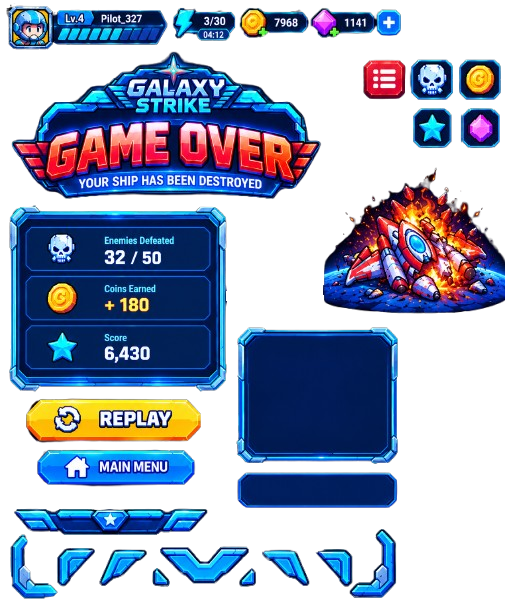 Lv.4 Pilot_327 3/30 7968 1141
04:12
GALAXY
STRIKE
GAME OVER
YOUR SHIP HAS BEEN DESTROYED
Enemies Defeated
32 / 50
Coins Earned
+ 180
Score
6,430
REPLAY
MAIN MENU